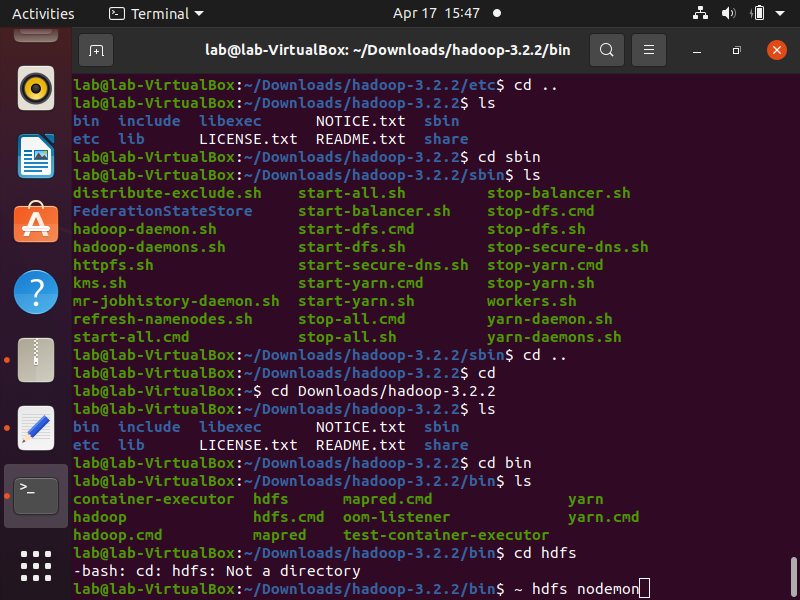 Activities Terminal Apr 17 15:47
lab@lab-VirtualBox: ~/Downloads/hadoop-3.2.2/bin
lab@lab-VirtualBox:~/Downloads/hadoop-3.2.2/etc$ cd ..
lab@lab-VirtualBox:~/Downloads/hadoop-3.2.2$ ls
bin include libexec NOTICE.txt sbin
etc lib LICENSE.txt README.txt share
lab@lab-VirtualBox:~/Downloads/hadoop-3.2.2$ cd sbin
lab@lab-VirtualBox:~/Downloads/hadoop-3.2.2/sbin$ ls
distribute-exclude.sh start-all.sh stop-balancer.sh
FederationStateStore start-balancer.sh stop-dfs.cmd
hadoop-daemon.sh start-dfs.cmd stop-dfs.sh
hadoop-daemons.sh start-dfs.sh stop-secure-dns.sh
httpfs.sh start-secure-dns.sh stop-yarn.cmd
kms.sh start-yarn.cmd stop-yarn.sh
mr-jobhistory-daemon.sh start-yarn.sh workers.sh
refresh-namenodes.sh stop-all.cmd yarn-daemon.sh
start-all.cmd stop-all.sh yarn-daemons.sh
lab@lab-VirtualBox:~/Downloads/hadoop-3.2.2/sbin$ cd ..
lab@lab-VirtualBox:~/Downloads/hadoop-3.2.2$ cd
lab@lab-VirtualBox:~$ cd Downloads/hadoop-3.2.2
lab@lab-VirtualBox:~/Downloads/hadoop-3.2.2$ ls
bin include libexec NOTICE.txt sbin
etc lib LICENSE.txt README.txt share
lab@lab-VirtualBox:~/Downloads/hadoop-3.2.2$ cd bin
lab@lab-VirtualBox:~/Downloads/hadoop-3.2.2/bin$ ls
container-executor hdfs mapred.cmd yarn
hadoop hdfs.cmd oom-listener yarn.cmd
hadoop.cmd mapred test-container-executor
lab@lab-VirtualBox:~/Downloads/hadoop-3.2.2/bin$ cd hdfs
-bash: cd: hdfs: Not a directory
lab@lab-VirtualBox:~/Downloads/hadoop-3.2.2/bin$ ~ hdfs nodemon